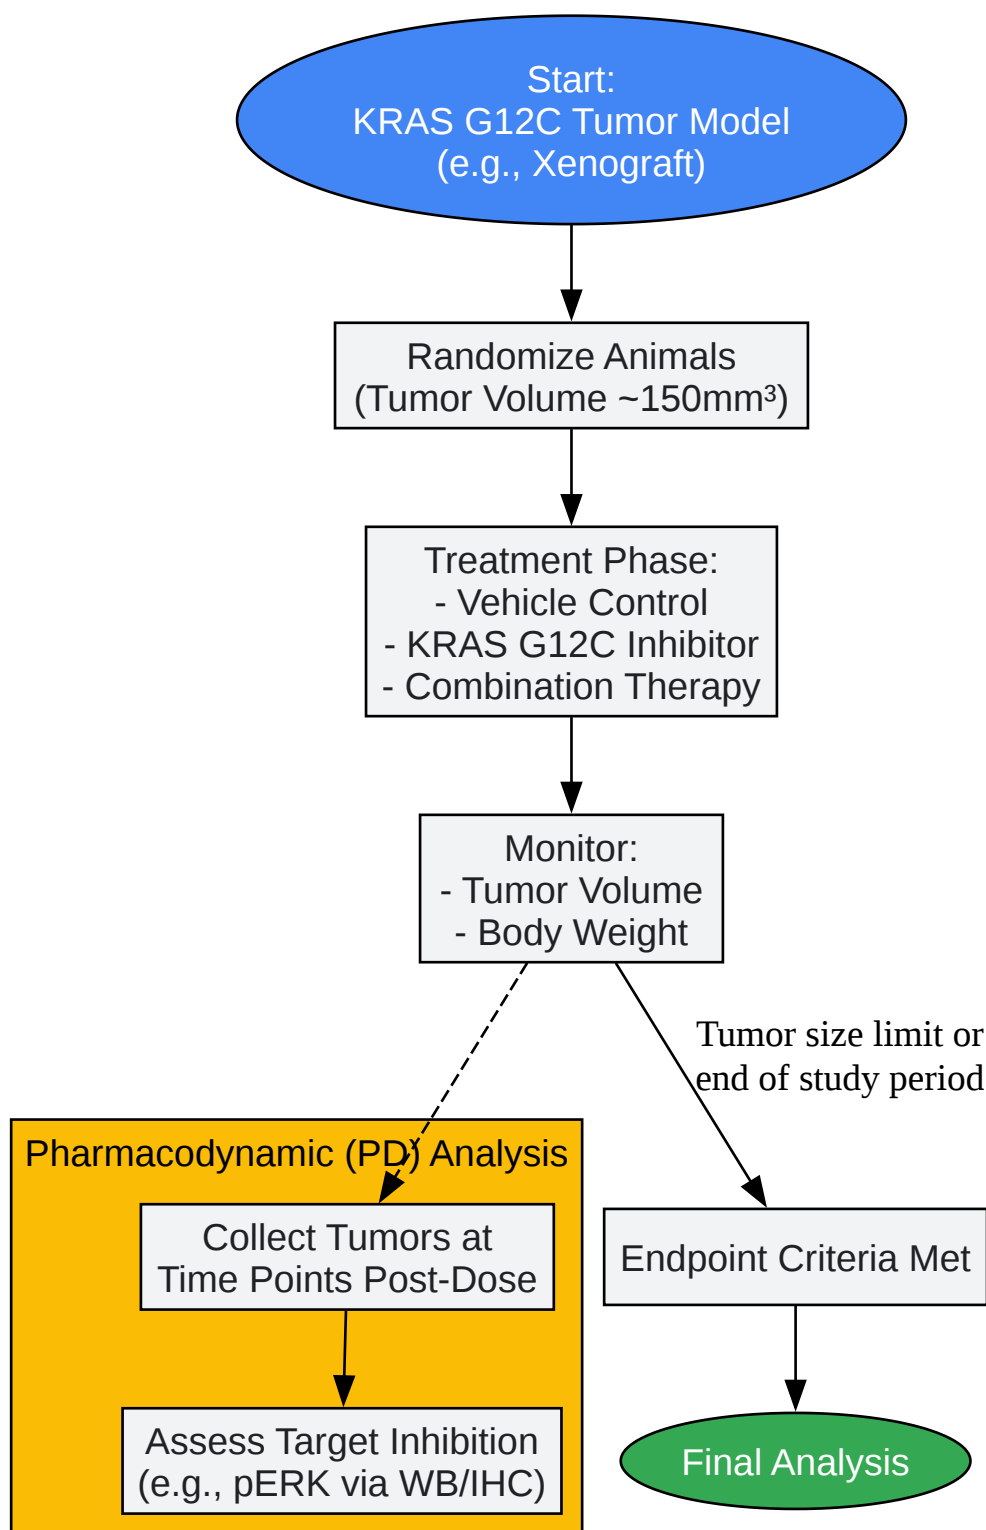 Start:
KRAS G12C Tumor Model
(e.g., Xenograft)
Randomize Animals
(Tumor Volume ~150mm³)
Treatment Phase:
- Vehicle Control
- KRAS G12C Inhibitor
- Combination Therapy
Monitor:
- Tumor Volume
- Body Weight
Tumor size limit or
end of study period
Pharmacodynamic (PD) Analysis
Collect Tumors at
Time Points Post-Dose
Endpoint Criteria Met
Assess Target Inhibition
(e.g., pERK via WB/IHC)
Final Analysis